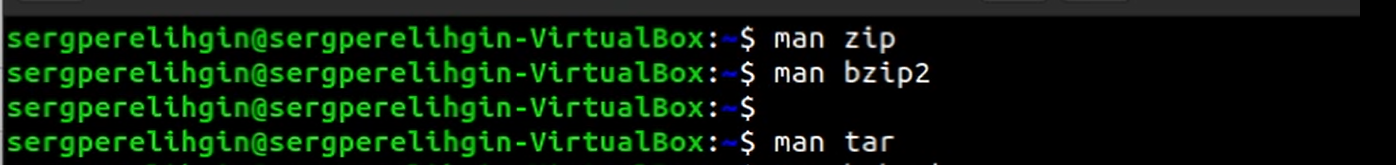 sergperelihgin@sergperelihgin-VirtualBox:~$ man zip
sergperelihgin@sergperelihgin-VirtualBox:~$ man bzip2
sergperelihgin@sergperelihgin-VirtualBox:~$
sergperelihgin@sergperelihgin-VirtualBox:~$ man tar